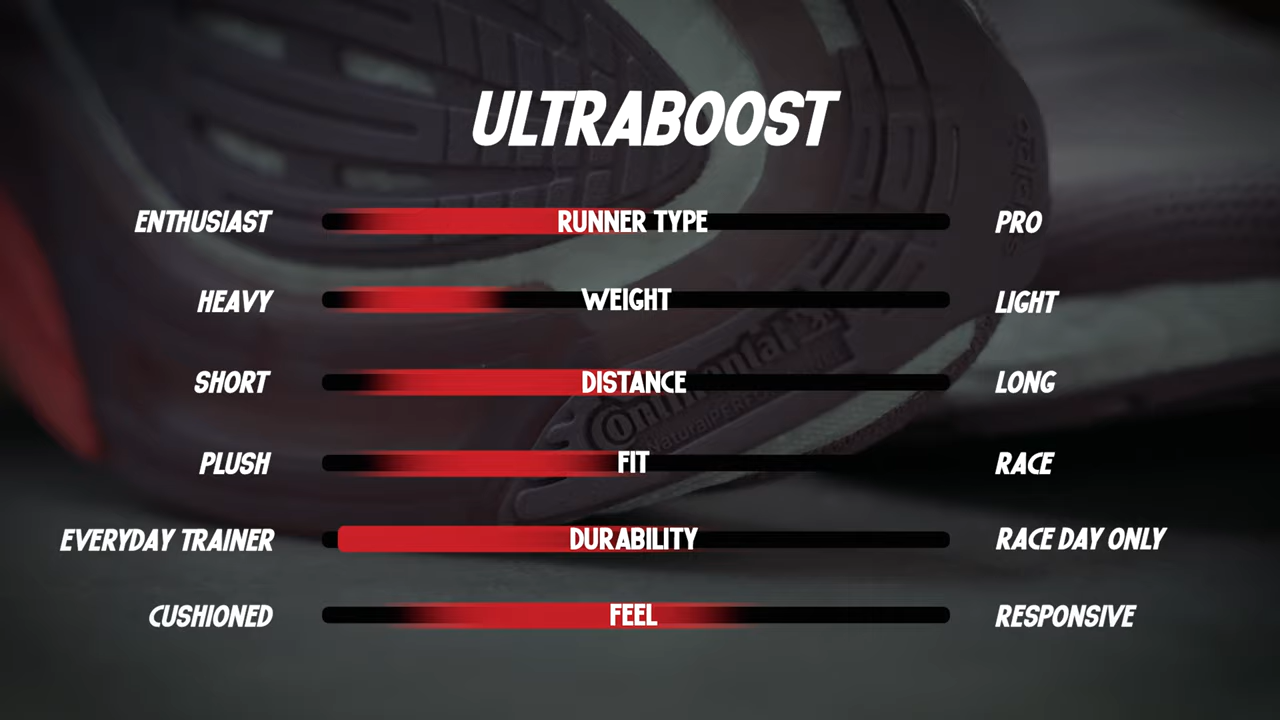 ULTRABOOST
ENTHUSIAST RUNNER TYPE PRO
HEAVY WEIGHT LIGHT
SHORT DISTANCE LONG
PLUSH FIT RACE
EVERYDAY TRAINER DURABILITY RACE DAY ONLY
CUSHIONED FEEL RESPONSIVE
Continental